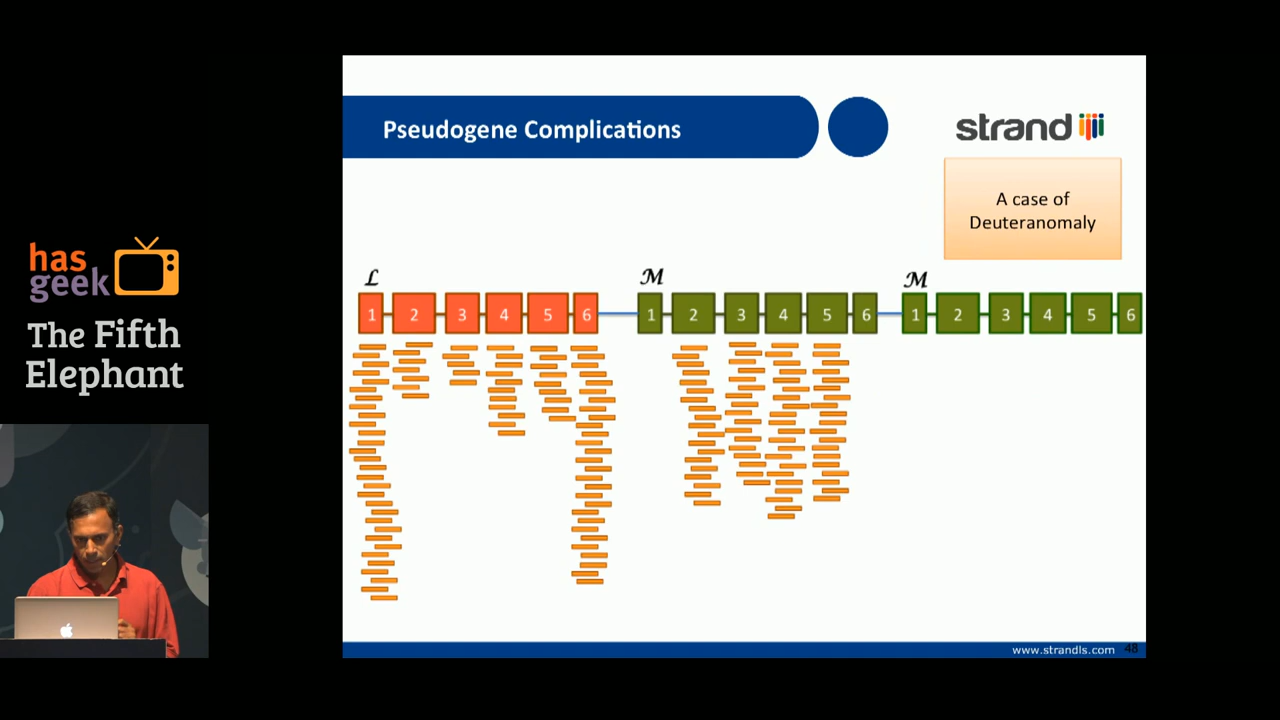 Pseudogene Complications
strand
A case of
Deuteranomaly
has
geek
The Fifth
Elephant
ℒ ℳ ℳ
1 2 3 4 5 6 1 2 3 4 5 6 1 2 3 4 5 6
www.strandls.com 48